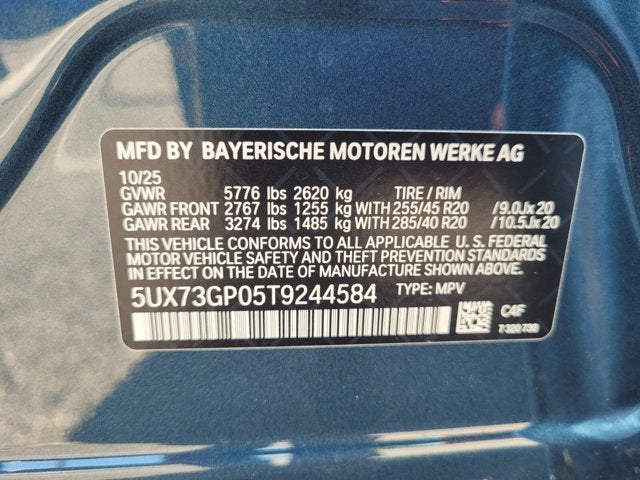 MFD BY BAYERISCHE MOTOREN WERKE AG
10/25
GVWR 5776 lbs 2620 kg TIRE / RIM
GAWR FRONT 2767 lbs 1255 kg WITH 255/45 R20 /9.0Jx20
GAWR REAR 3274 lbs 1485 kg WITH 285/40 R20 /10.5Jx20
THIS VEHICLE CONFORMS TO ALL APPLICABLE U. S. FEDERAL
MOTOR VEHICLE SAFETY AND THEFT PREVENTION STANDARDS
IN EFFECT ON THE DATE OF MANUFACTURE SHOWN ABOVE.
5UX73GP05T9244584 TYPE: MPV
C4F
7 320 730